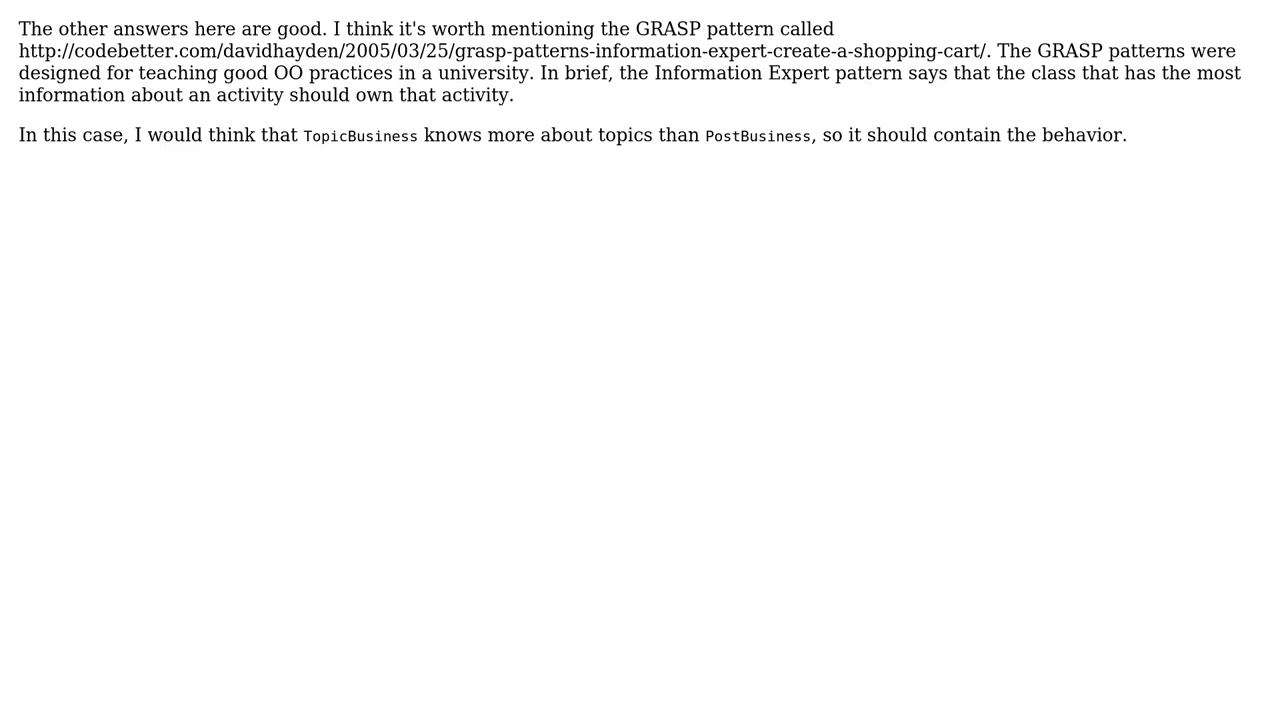 The other answers here are good. I think it's worth mentioning the GRASP pattern called
http://codebetter.com/davidhayden/2005/03/25/grasp-patterns-information-expert-create-a-shopping-cart/. The GRASP patterns were
designed for teaching good OO practices in a university. In brief, the Information Expert pattern says that the class that has the most
information about an activity should own that activity.
In this case, I would think that TopicBusiness knows more about topics than PostBusiness, so it should contain the behavior.